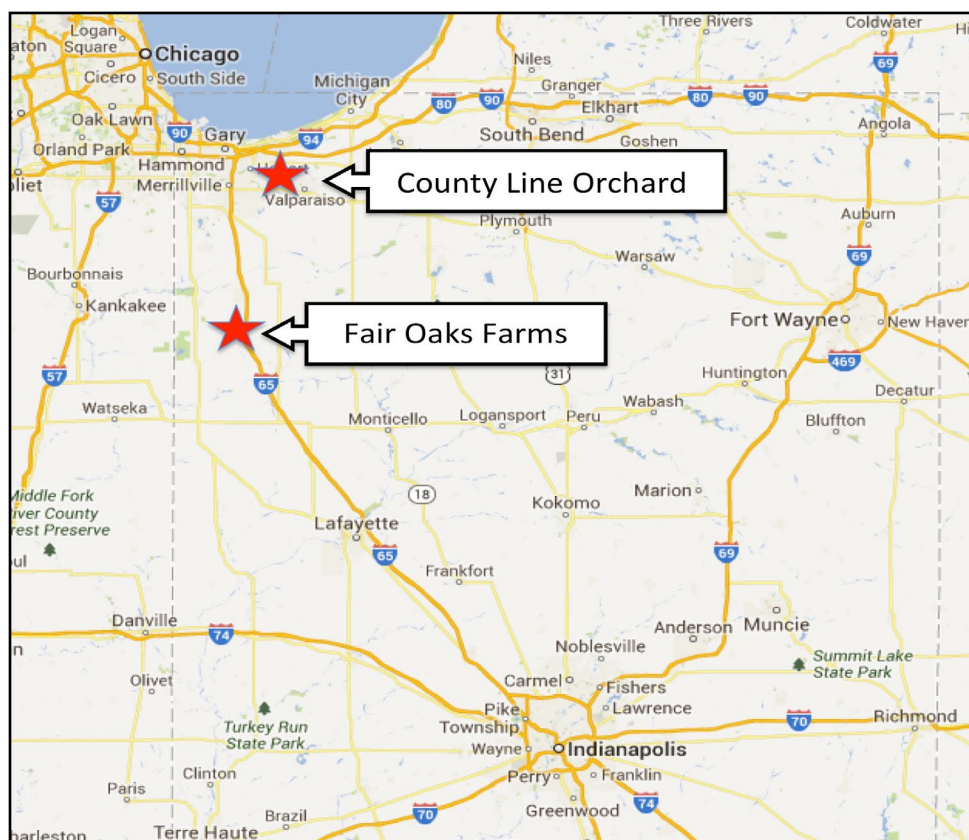 Logan
Square
Chicago
Cicero
South Side
Oak Lawn
Orland Park
90
Gary
94
Hammond
Merrillville
57
Michigan
City
Niles
Three Rivers
Coldwater
69
80
90
Granger
Elkhart
80
90
South Bend
Goshen
Angola
County Line Orchard
Valparaiso
Plymouth
Auburn
Warsaw
69
Bourbonnais
Kankakee
Fair Oaks Farms
Fort Wayne
New Haven
57
65
31
469
Huntington
Decatur
Watseka
Monticello
Logansport
Peru
Wabash
Bluffton
18
Marion
Kokomo
Middle Fork
River County
rest Preserve
Lafayette
65
69
Frankfort
Danville
74
Anderson
Muncie
Noblesville
Summit Lake
State Park
Olivet
Carmel
Fishers
Lawrence
Pike
Township
70
Richmond
Turkey Run
State Park
Wayne
Indianapolis
Clinton
Perry
Franklin
Paris
Brazil
70
Greenwood
74
Terre Haute